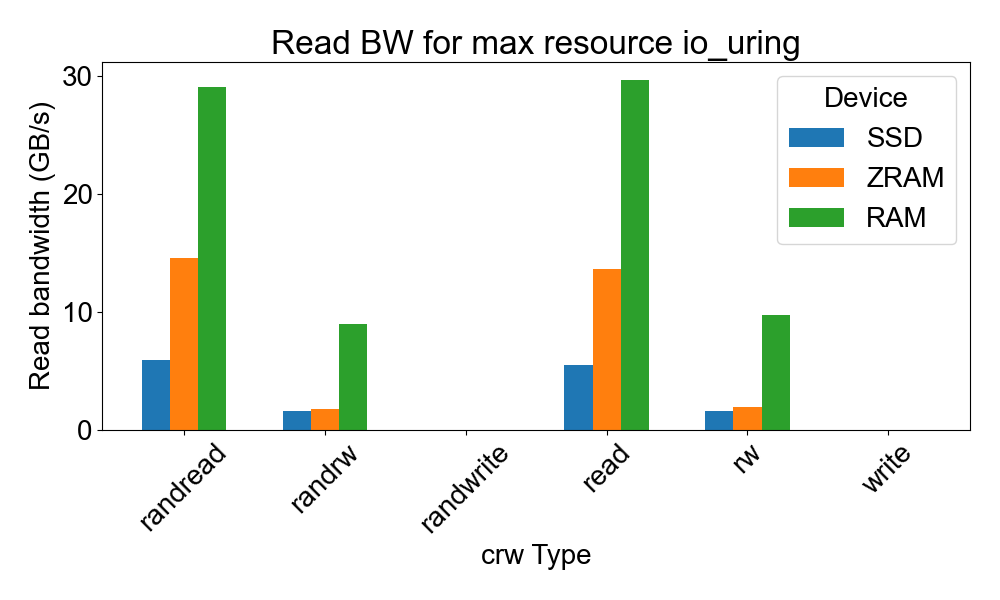 Read BW for max resource io_uring
Read bandwidth (GB/s)
30
20
10
0
Device
SSD
ZRAM
RAM
randread
randrw
randwrite
read
rw
write
crw Type